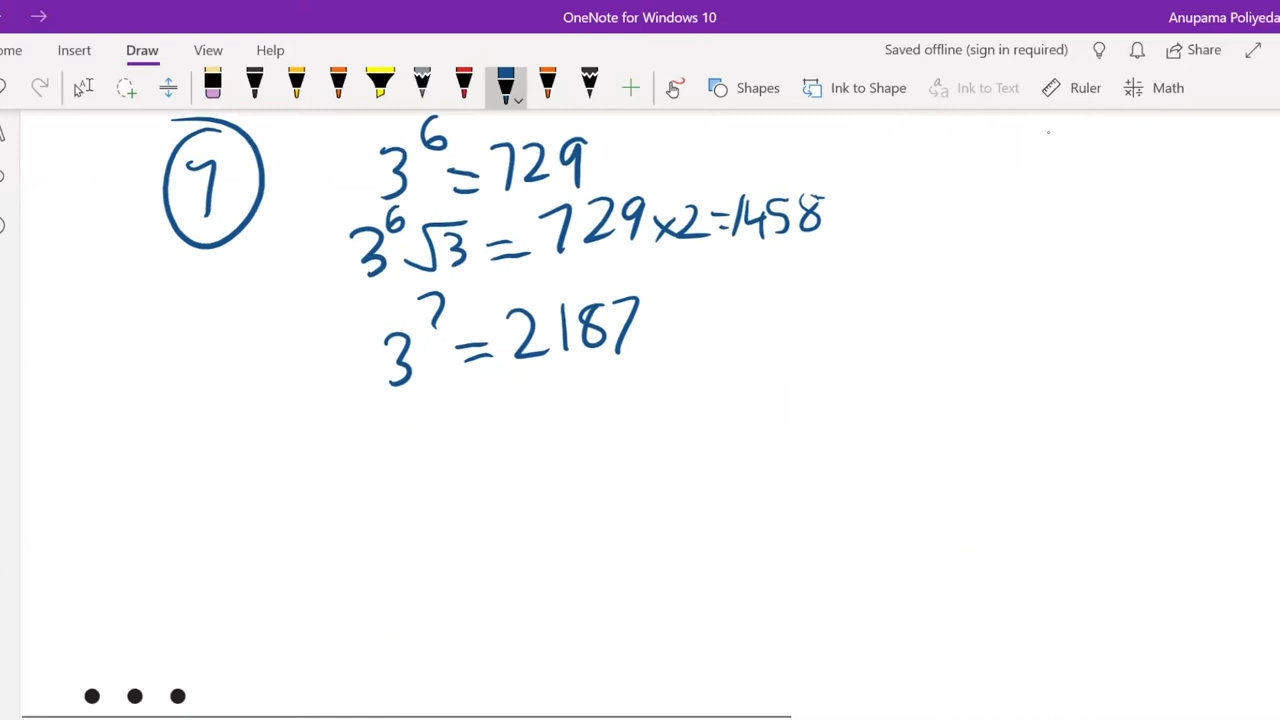 OneNote for Windows 10
Anupama Poliyeda
ome Insert Draw View Help
Saved offline (sign in required) Share
Shapes Ink to Shape Ink to Text Ruler Math
7
3^6 = 729
3^6 √3 = 729 × 2 = 1458
3^7 = 2187